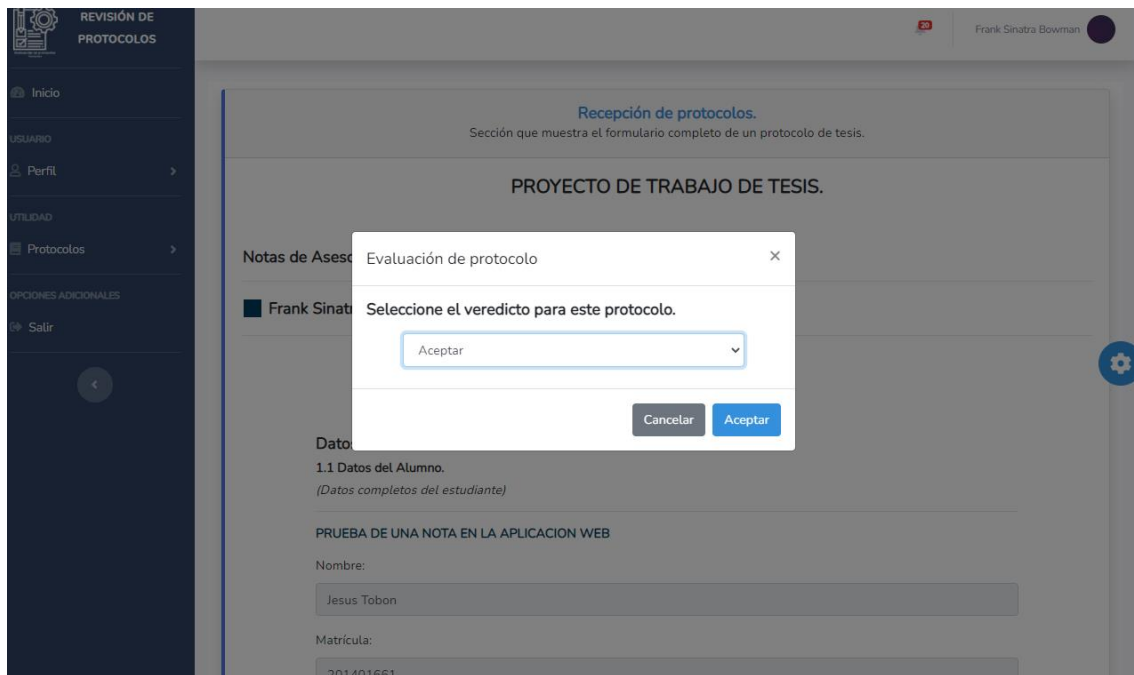 REVISIÓN DE
PROTOCOLOS
20
Frank Sinatra Bowman
Inicio
USUARIO
Perfil
UTILIDAD
Protocolos
OPCIONES ADICIONALES
Salir
Recepción de protocolos.
Sección que muestra el formulario completo de un protocolo de tesis.
PROYECTO DE TRABAJO DE TESIS.
Notas de Aseso
Frank Sinatr
Evaluación de protocolo
×
Seleccione el veredicto para este protocolo.
Aceptar
Cancelar
Aceptar
Dato
1.1 Datos del Alumno.
(Datos completos del estudiante)
PRUEBA DE UNA NOTA EN LA APLICACION WEB
Nombre:
Jesus Tobon
Matrícula:
201401661